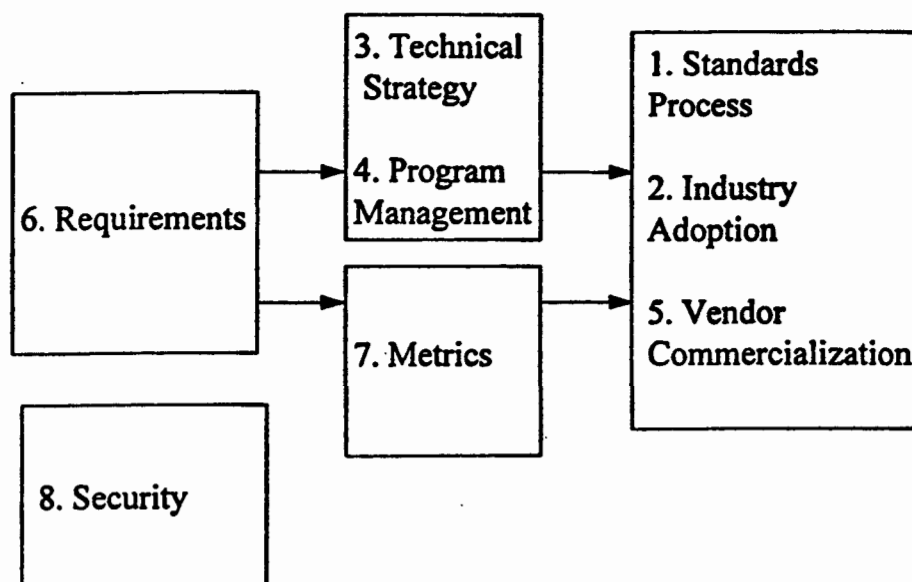 6. Requirements
8. Security
3. Technical
Strategy
4. Program
Management
7. Metrics
1. Standards
Process
2. Industry
Adoption
5. Vendor
Commercialization